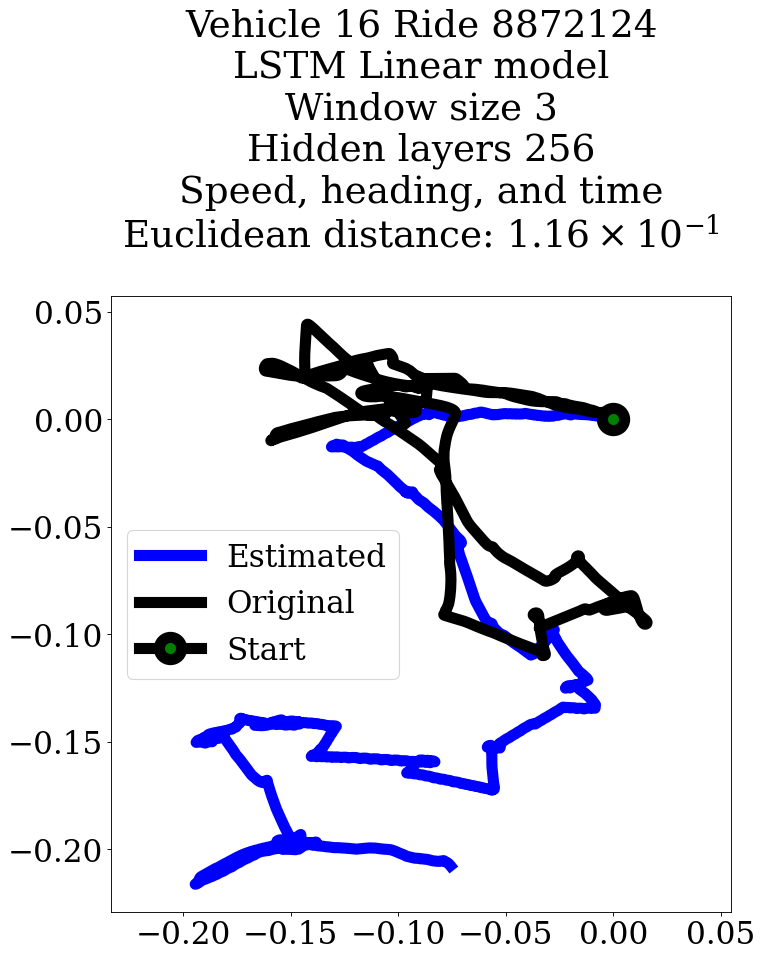 Vehicle 16 Ride 8872124
LSTM Linear model
Window size 3
Hidden layers 256
Speed, heading, and time
Euclidean distance: 1.16 × 10⁻¹
0.05
0.00
−0.05
−0.10
−0.15
−0.20
Estimated
Original
Start
−0.20 −0.15 −0.10 −0.05 0.00 0.05